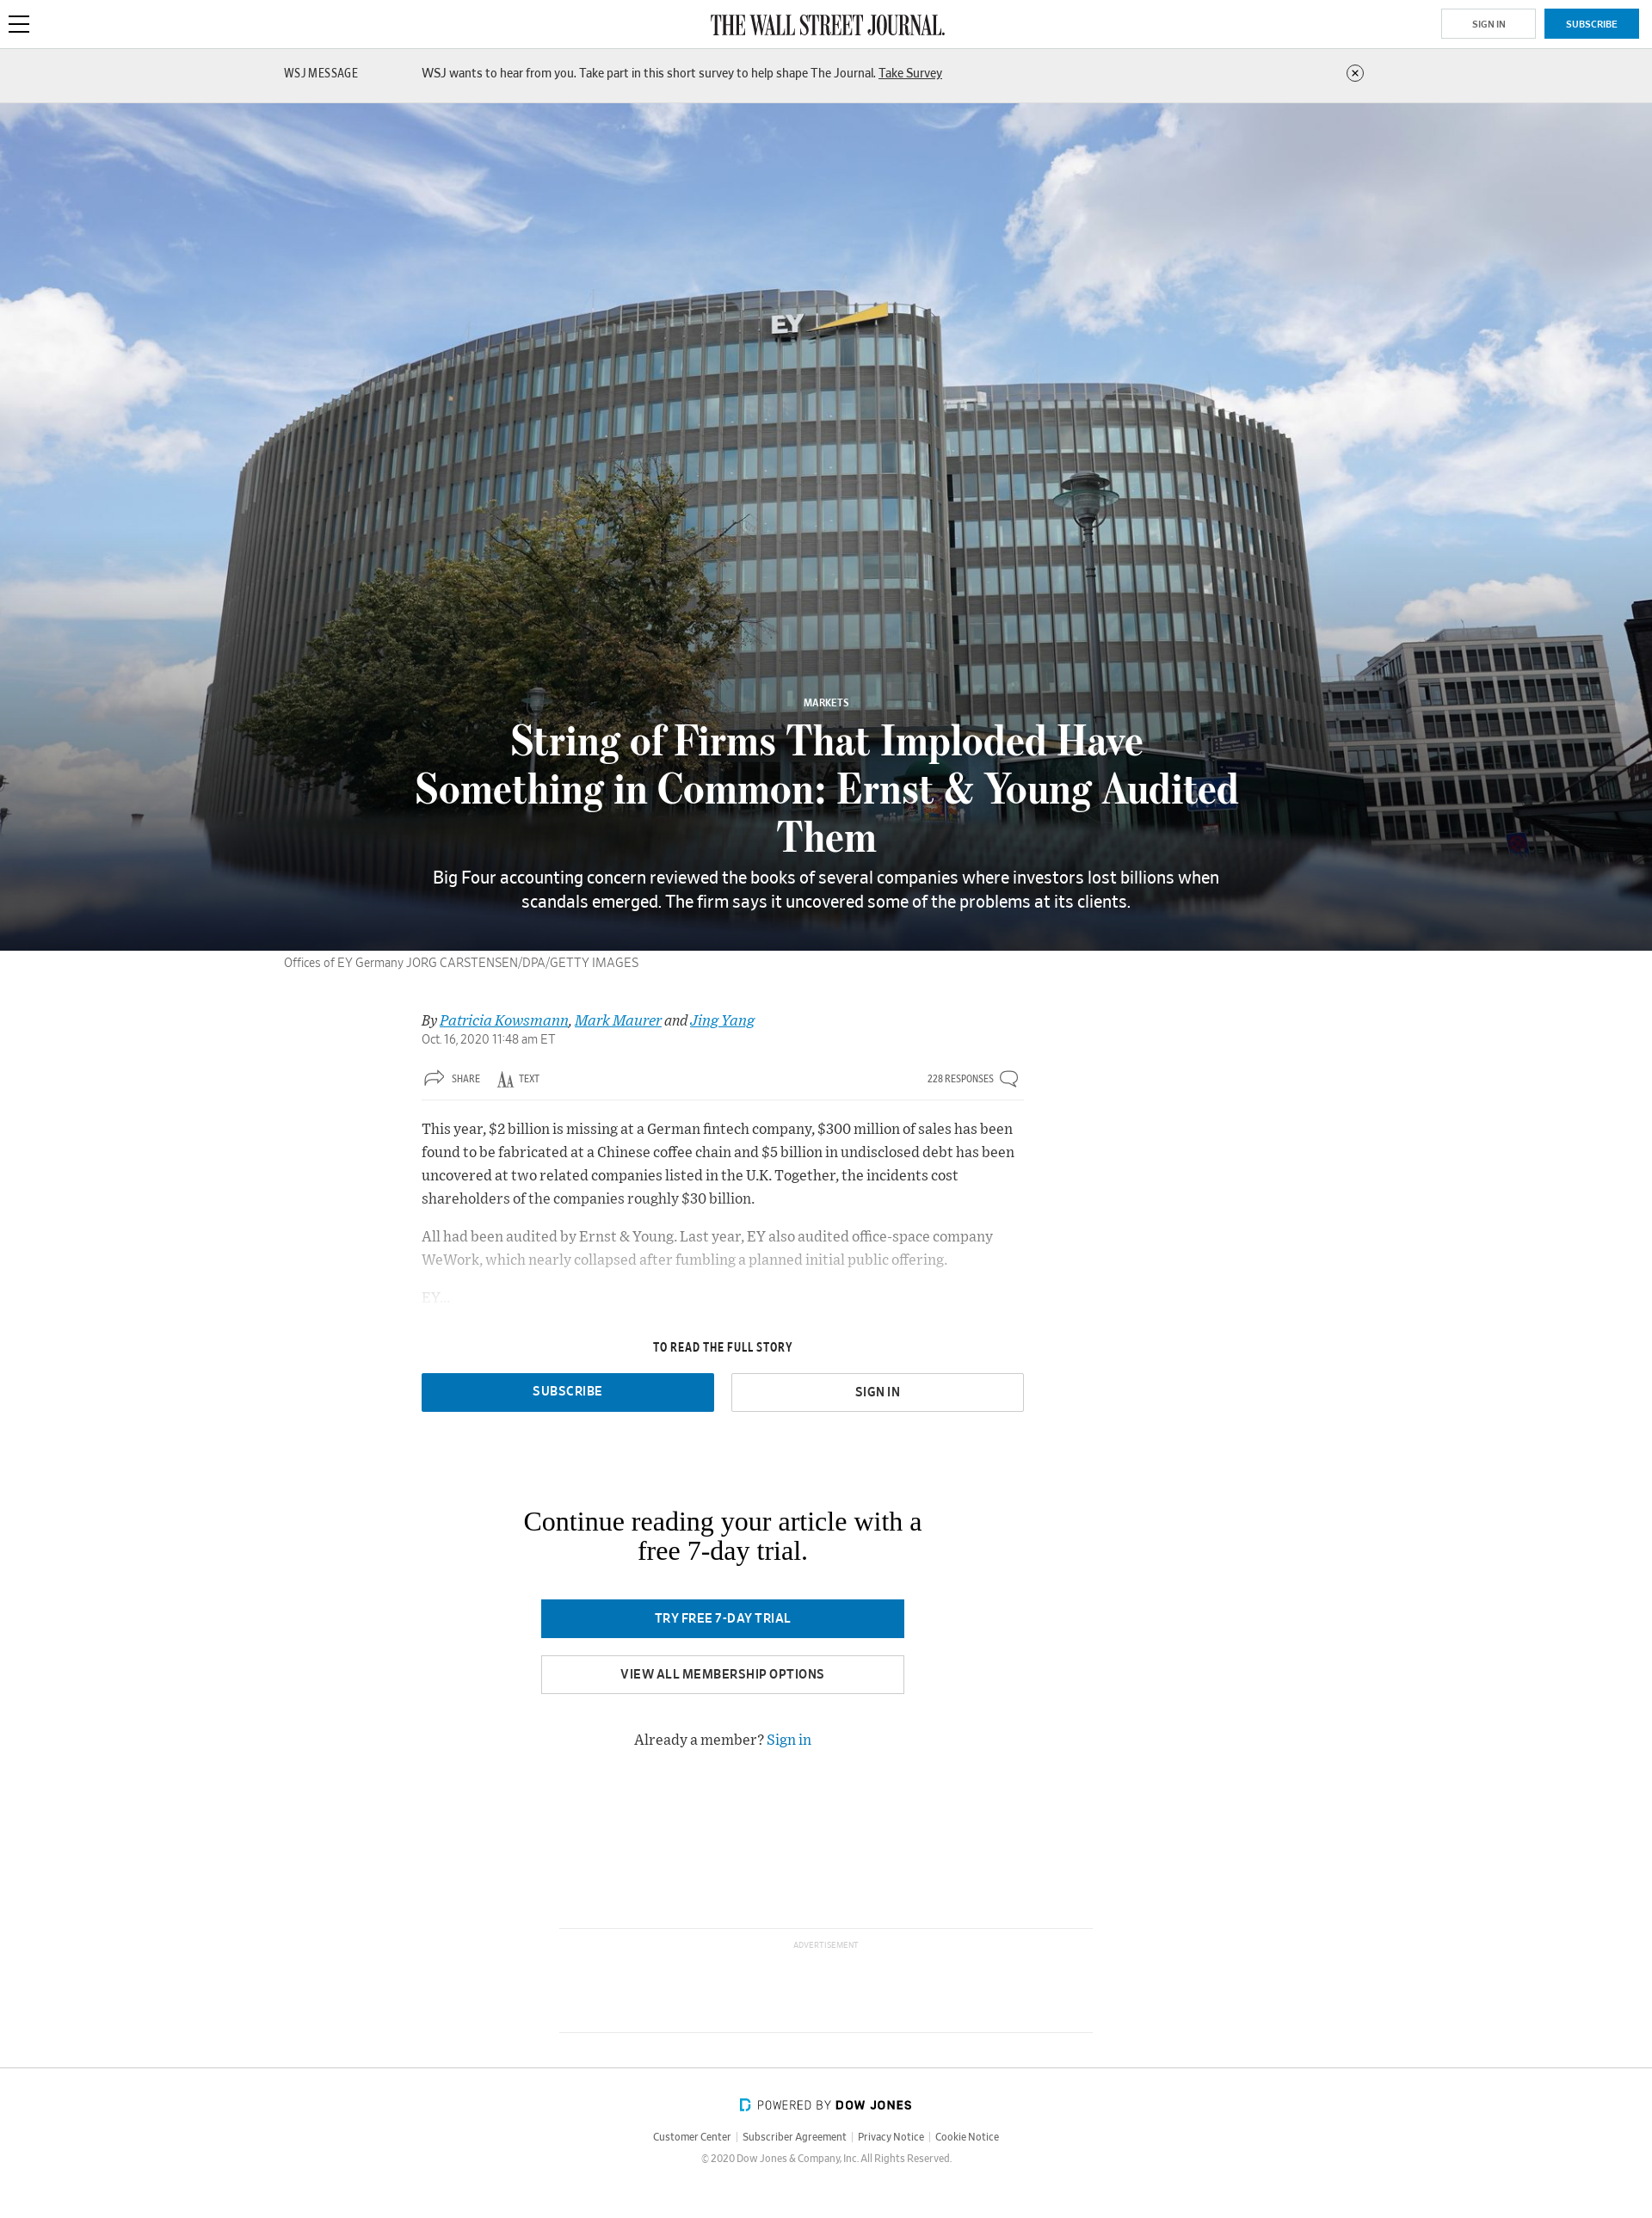 THE WALL STREET JOURNAL.
SIGN IN
SUBSCRIBE
WSJ MESSAGE
WSJ wants to hear from you. Take part in this short survey to help shape The Journal. Take Survey
EY
MARKETS
String of Firms That Imploded Have
Something in Common: Ernst & Young Audited
Them
Big Four accounting concern reviewed the books of several companies where investors lost billions when
scandals emerged. The firm says it uncovered some of the problems at its clients.
Offices of EY Germany JORG CARSTENSEN/DPA/GETTY IMAGES
By Patricia Kowsmann, Mark Maurer and Jing Yang
Oct. 16, 2020 11:48 am ET
SHARE
AA TEXT
228 RESPONSES
This year, $2 billion is missing at a German fintech company, $300 million of sales has been
found to be fabricated at a Chinese coffee chain and $5 billion in undisclosed debt has been
uncovered at two related companies listed in the U.K. Together, the incidents cost
shareholders of the companies roughly $30 billion.
All had been audited by Ernst & Young. Last year, EY also audited office-space company
WeWork, which nearly collapsed after fumbling a planned initial public offering.
EY...
TO READ THE FULL STORY
SUBSCRIBE
SIGN IN
Continue reading your article with a
free 7-day trial.
TRY FREE 7-DAY TRIAL
VIEW ALL MEMBERSHIP OPTIONS
Already a member? Sign in
ADVERTISEMENT
POWERED BY DOW JONES
Customer Center | Subscriber Agreement | Privacy Notice | Cookie Notice
© 2020 Dow Jones & Company, Inc. All Rights Reserved.